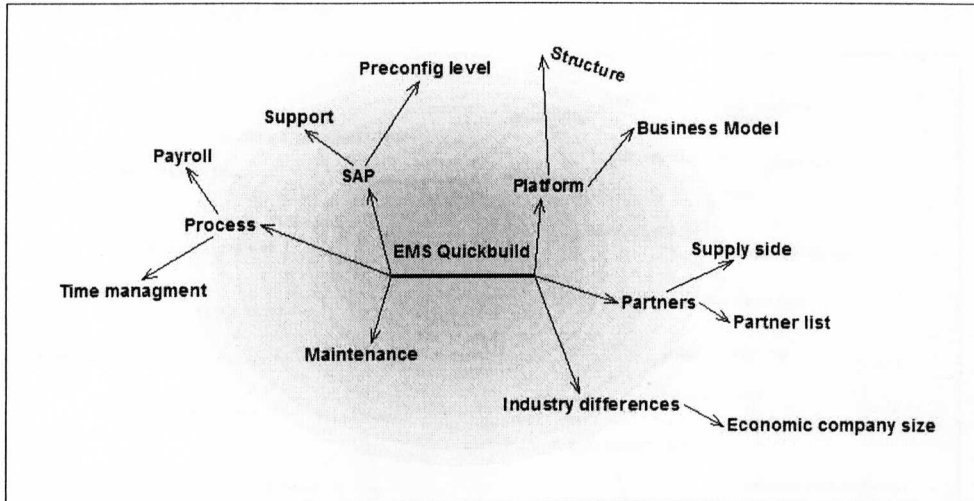 Structure
Preconfig level
Support
Business Model
Payroll
SAP
Platform
Process
EMS Quickbuild
Supply side
Time managment
Partners
Partner list
Maintenance
Industry differences
Economic company size